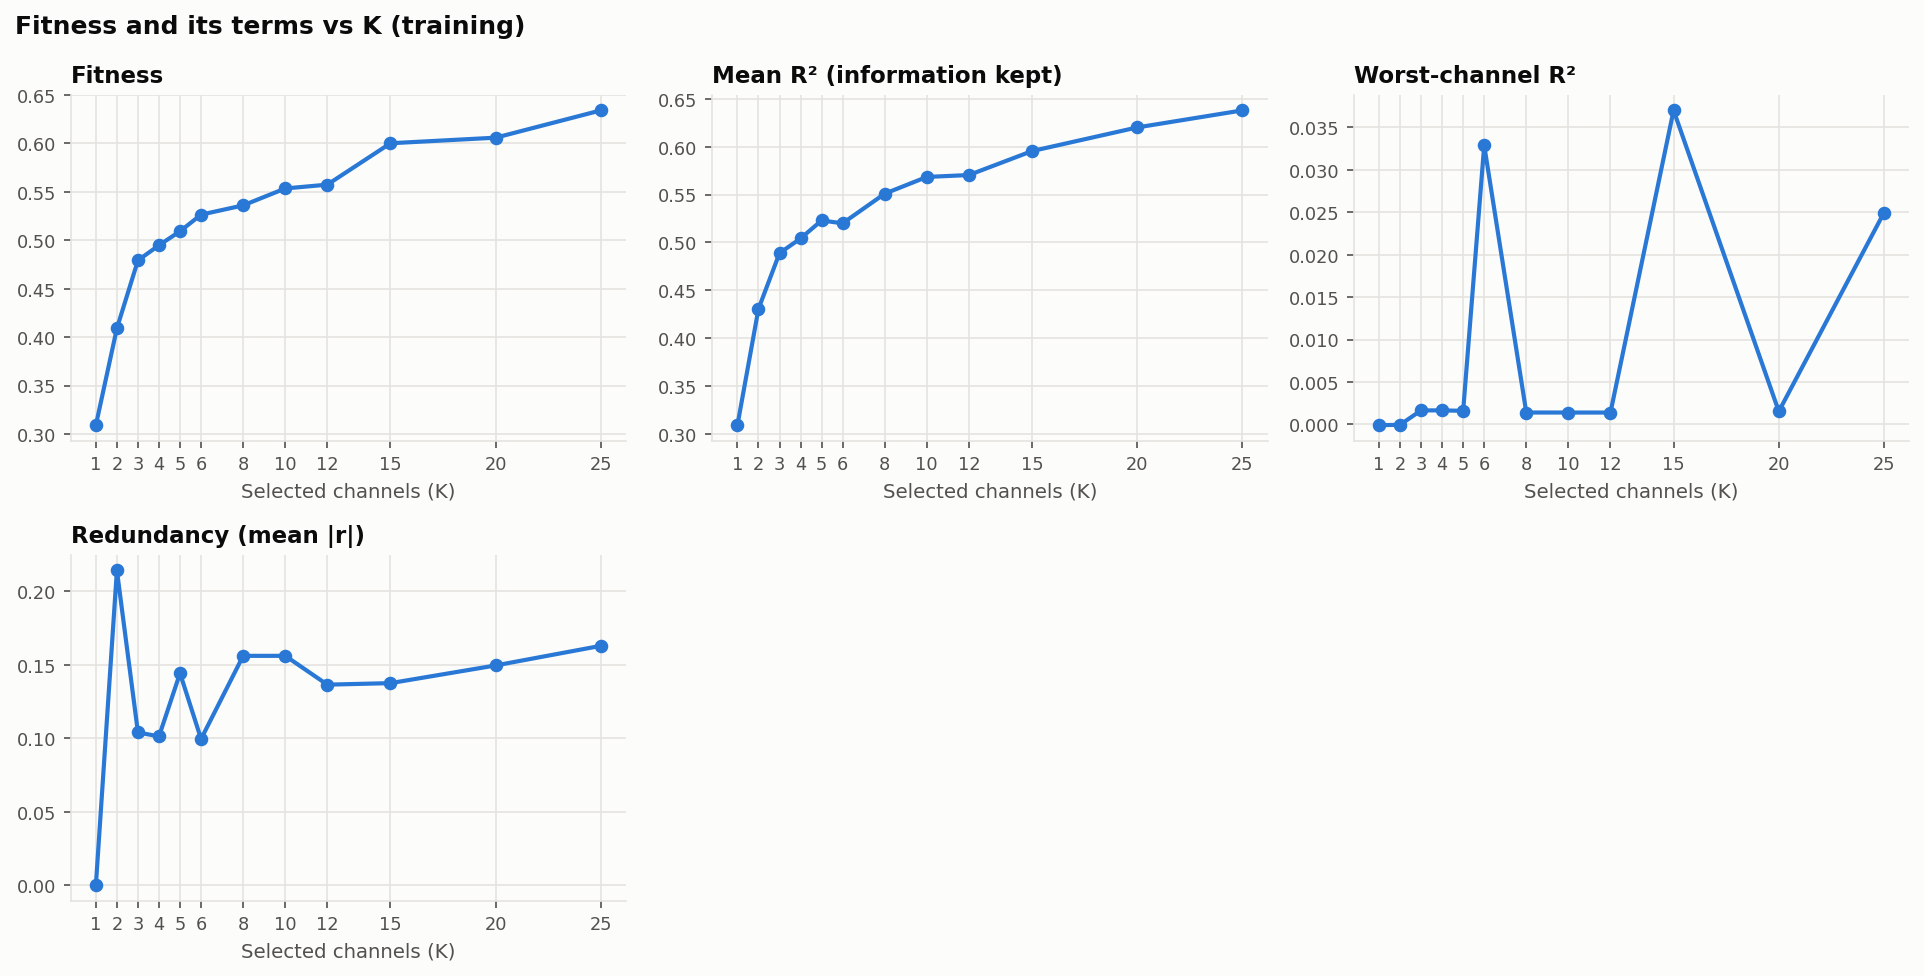 Fitness and its terms vs K (training)
Fitness
0.65
0.60
0.55
0.50
0.45
0.40
0.35
0.30
1 2 3 4 5 6 8 10 12 15 20 25
Selected channels (K)
Mean R² (information kept)
0.65
0.60
0.55
0.50
0.45
0.40
0.35
0.30
1 2 3 4 5 6 8 10 12 15 20 25
Selected channels (K)
Worst-channel R²
0.035
0.030
0.025
0.020
0.015
0.010
0.005
0.000
1 2 3 4 5 6 8 10 12 15 20 25
Selected channels (K)
Redundancy (mean |r|)
0.20
0.15
0.10
0.05
0.00
1 2 3 4 5 6 8 10 12 15 20 25
Selected channels (K)